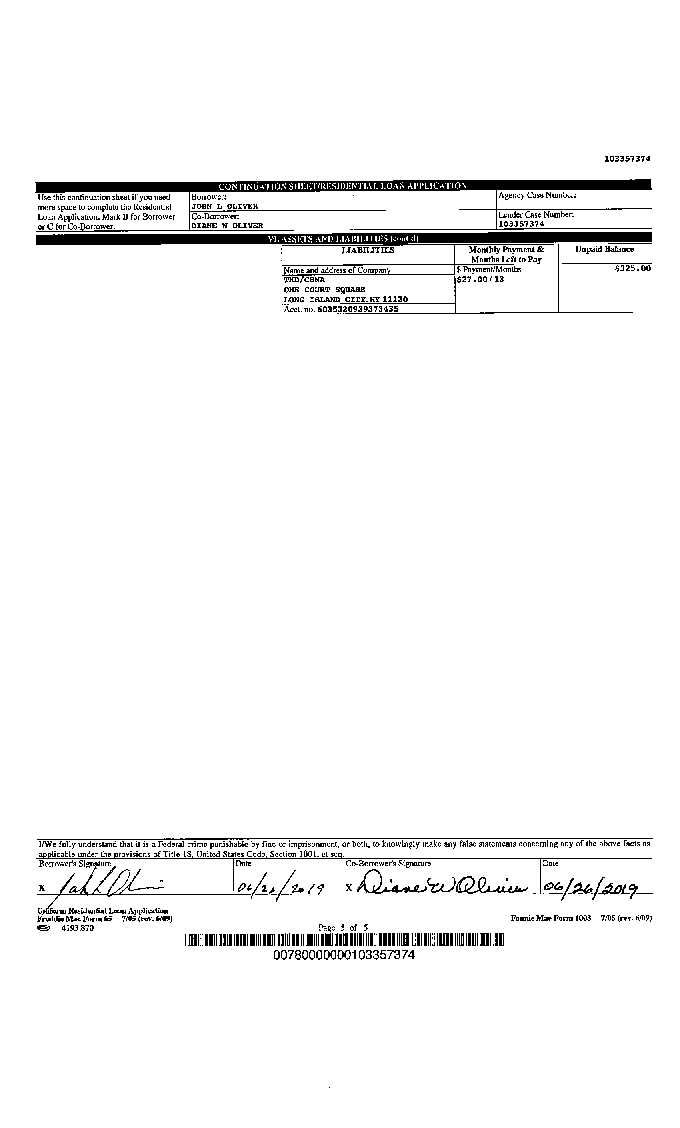 103357374
CONTINUATION SHEET/RESIDENTIAL LOAN APPLICATION
Use this continuation sheet if you need
more space to complete the Residential
Loan Application. Mark B for Borrower
or C for Co-Borrower.
Borrower:
JOHN L OLIVER
Co-Borrower:
DIANE W OLIVER
Agency Case Number:
Lender Case Number:
103357374
VI. ASSETS AND LIABILITIES (cont'd)
LIABILITIES
Monthly Payment &
Months Left to Pay
Unpaid Balance
Name and address of Company
$ Payment/Months
$325.00
THD/CBNA
ONE COURT SQUARE
LONG ISLAND CITY, NY 11120
$27.00/13
Acct. no. 6035320939373435
I/We fully understand that it is a Federal crime punishable by fine or imprisonment, or both, to knowingly make any false statements concerning any of the above facts as
applicable under the provisions of Title 18, United States Code, Section 1001, et seq.
Borrower's Signature
Date
Co-Borrower's Signature
Date
X
06/26/2019
X Diane W Oliver
06/26/2019
Uniform Residential Loan Application
Freddie Mac Form 65 7/05 (rev. 6/09)
Fannie Mae Form 1003 7/05 (rev. 6/09)
Page 5 of 5
00780000000103357374